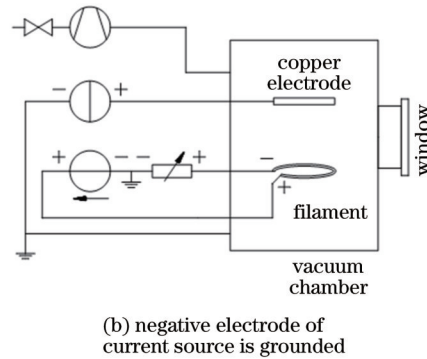 copper
electrode
− +
+ − − + −
+
filament
window
vacuum
chamber
(b) negative electrode of
current source is grounded